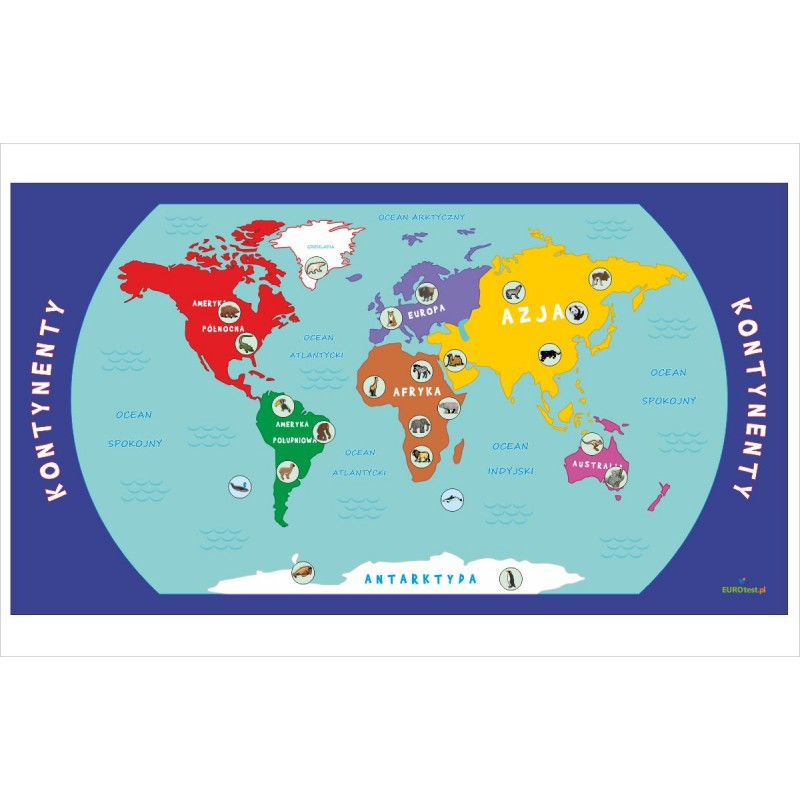 OCEAN ARKTYCZNY
GRENLANDIA
KONTYNENTY
KONTYNENTY
AMERYKA
PÓŁNOCNA
EUROPA
AZJA
OCEAN
ATLANTYCKI
AFRYKA
OCEAN
SPOKOJNY
OCEAN
SPOKOJNY
AMERYKA
POŁUPNIOWA
OCEAN
ATLANTYCKI
OCEAN
INDYJSKI
AUSTRALIA
ANTARKTYDA
EUROtest.pl